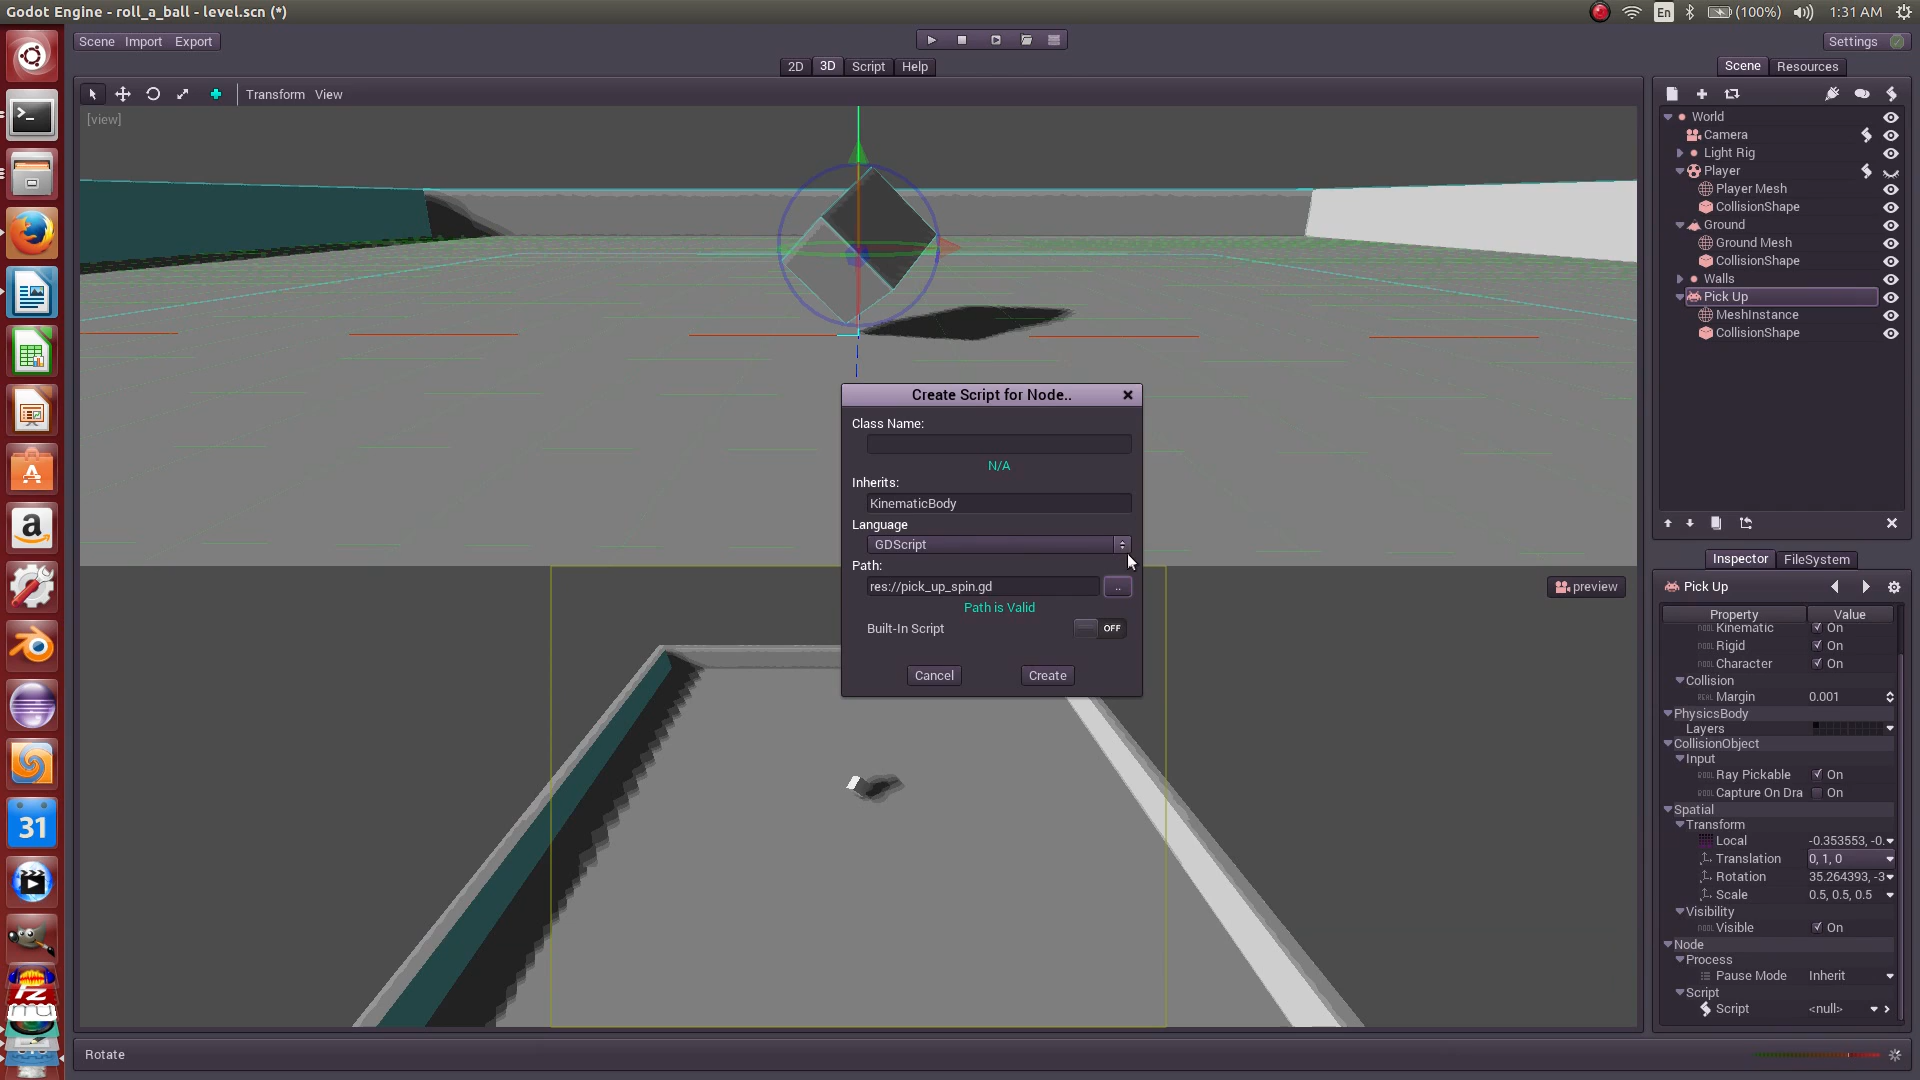 Godot Engine - roll_a_ball - level.scn (*)
En
(100%)
1:31 AM
Scene Import Export
Settings
2D 3D Script Help
Scene Resources
Transform View
[view]
World
Camera
Light Rig
Player
Player Mesh
CollisionShape
Ground
Ground Mesh
CollisionShape
Walls
Pick Up
MeshInstance
CollisionShape
Create Script for Node..
Class Name:
N/A
Inherits:
KinematicBody
Language
GDScript
Path:
res://pick_up_spin.gd
..
Path is Valid
Built-In Script
OFF
Cancel Create
preview
Inspector FileSystem
Pick Up
Property Value
Kinematic On
Rigid On
Character On
Collision
Margin 0.001
PhysicsBody
Layers
CollisionObject
Input
Ray Pickable On
Capture On Dra On
Spatial
Transform
Local -0.353553, -0.
Translation 0, 1, 0
Rotation 35.264393, -3
Scale 0.5, 0.5, 0.5
Visibility
Visible On
Node
Process
Pause Mode Inherit
Script
Script <null>
31
Rotate